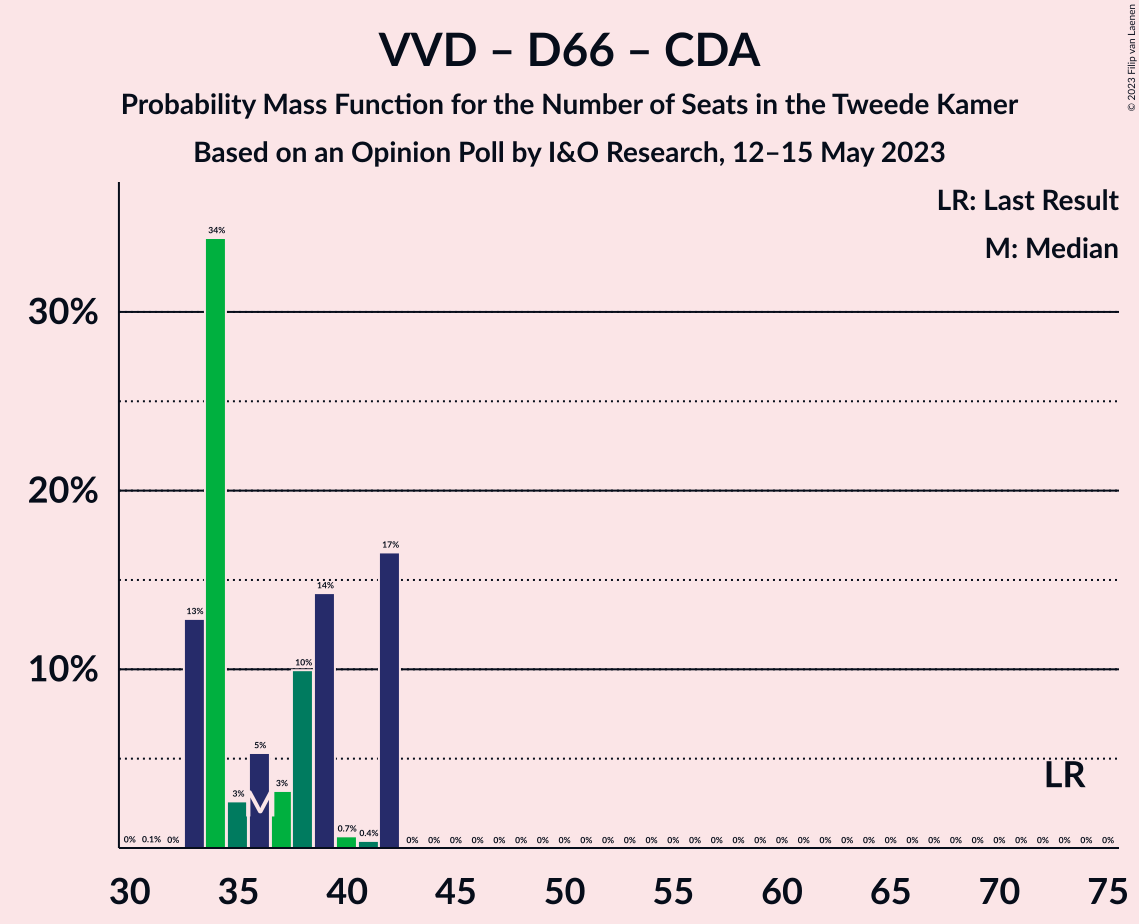 © 2023 Filip van Laenen
VVD – D66 – CDA
Probability Mass Function for the Number of Seats in the Tweede Kamer
Based on an Opinion Poll by I&O Research, 12–15 May 2023
LR: Last Result
M: Median
34%
30%
20%
17%
14%
13%
10%
10%
5%
3%
3%
0.7%
0.4%
M
LR
0% 0.1% 0% 0% 0% 0% 0% 0% 0% 0% 0% 0% 0% 0% 0% 0% 0% 0% 0% 0% 0% 0% 0% 0% 0% 0% 0% 0% 0% 0% 0% 0% 0% 0% 0% 0%
30 35 40 45 50 55 60 65 70 75